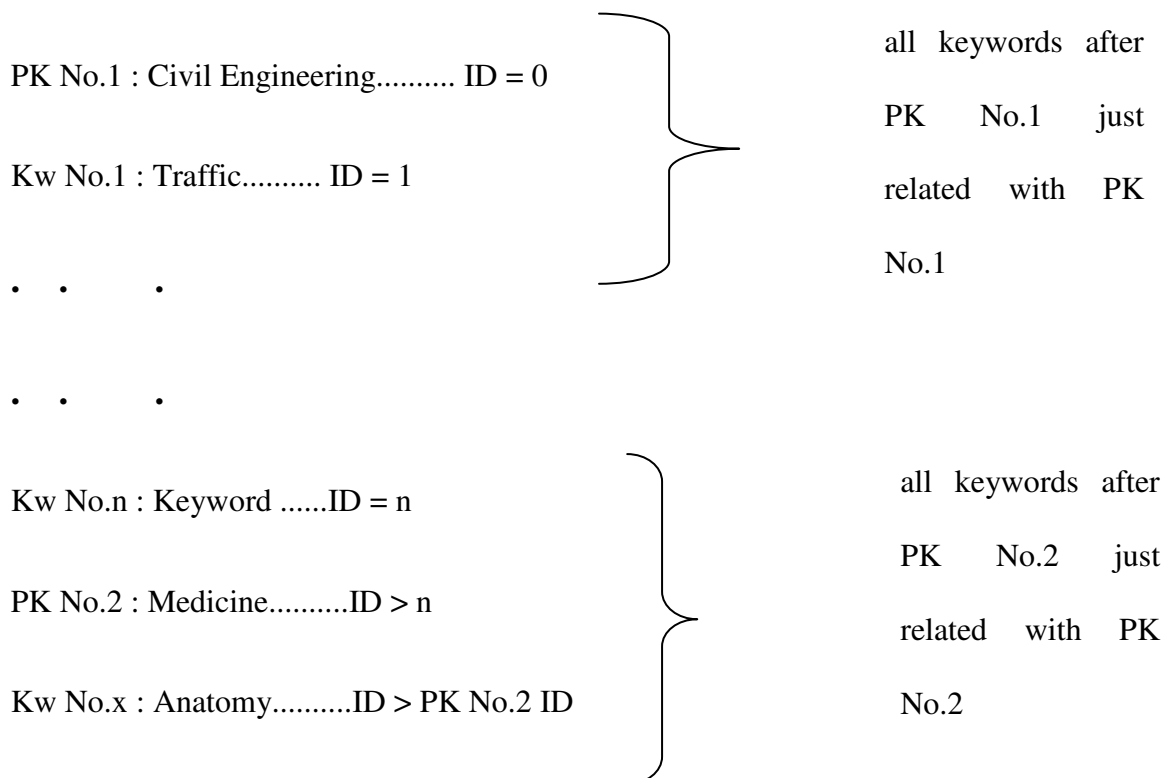 PK No.1 : Civil Engineering.......... ID = 0
Kw No.1 : Traffic.......... ID = 1
. . .
all keywords after
PK No.1 just
related with PK
No.1
. . .
Kw No.n : Keyword ......ID = n
PK No.2 : Medicine..........ID > n
Kw No.x : Anatomy..........ID > PK No.2 ID
all keywords after
PK No.2 just
related with PK
No.2